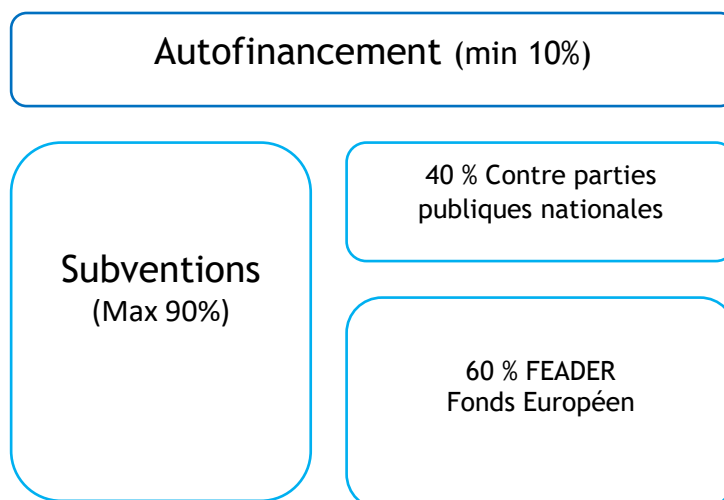 Autofinancement (min 10%)
Subventions
(Max 90%)
40 % Contre parties
publiques nationales
60 % FEADER
Fonds Européen